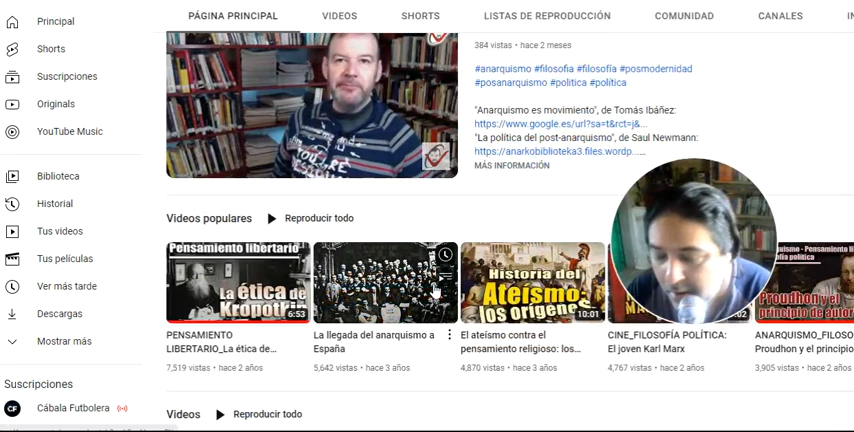 PÁGINA PRINCIPAL
VIDEOS
SHORTS
LISTAS DE REPRODUCCIÓN
COMUNIDAD
CANALES
Principal
Shorts
Suscripciones
Originals
YouTube Music
Biblioteca
Historial
Tus videos
Tus películas
Ver más tarde
Descargas
Mostrar más
Suscripciones
CF
Cábala Futbolera
384 vistas • hace 2 meses
#anarquismo #filosofia #filosofía #posmodernidad
#posanarquismo #politica #política
"Anarquismo es movimiento", de Tomás Ibáñez:
https://www.google.es/url?sa=t&rct=j&...
"La política del post-anarquismo", de Saul Newmann:
https://anarkobiblioteka3.files.wordp...…
MÁS INFORMACIÓN
Videos populares
Reproducir todo
Pensamiento libertario
La ética de
Kropotki
6:53
Historia del
Ateísmo
los orígenes
10:01
Proudhon y el
principio de autor
PENSAMIENTO
LIBERTARIO_La ética de...
7,519 vistas • hace 2 años
La llegada del anarquismo a
España
5,642 vistas • hace 3 años
El ateísmo contra el
pensamiento religioso: los...
4,870 vistas • hace 3 años
CINE_FILOSOFÍA POLÍTICA:
El joven Karl Marx
4,767 vistas • hace 2 años
ANARQUISMO_FILOSO
Proudhon y el principio
3,905 vistas • hace 2 años
Videos
Reproducir todo